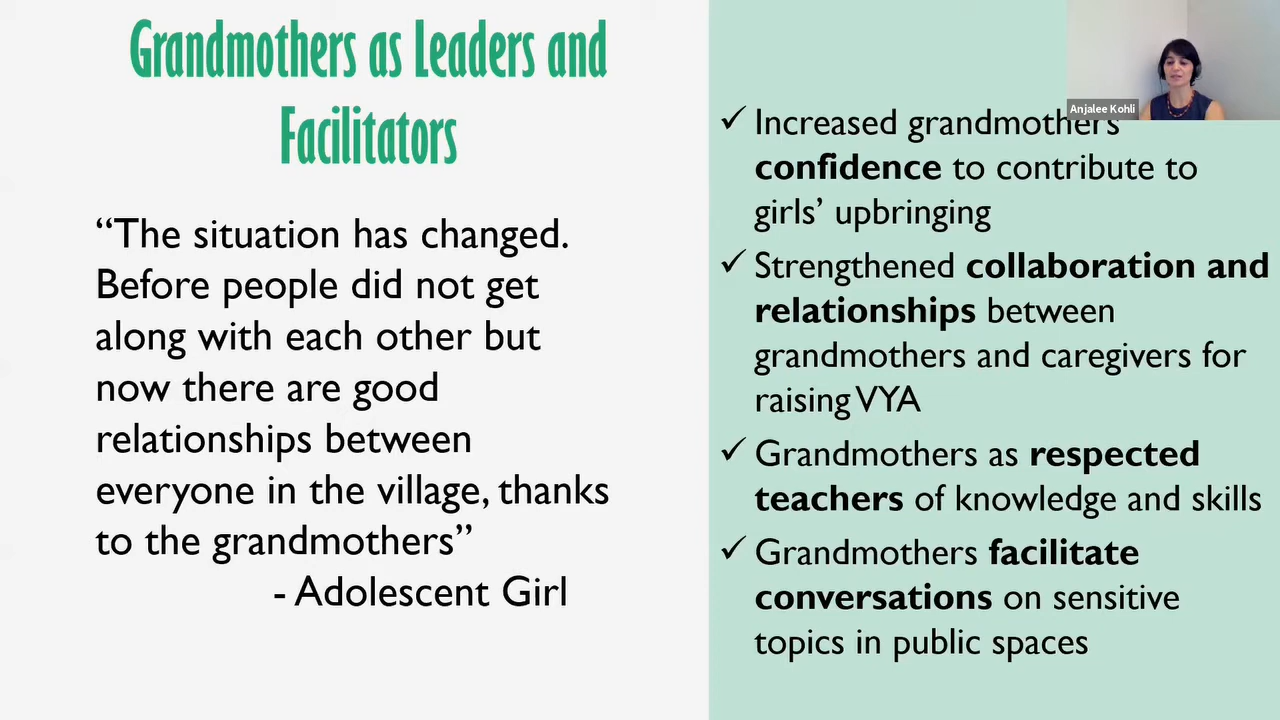 Grandmothers as Leaders and
Facilitators
“The situation has changed.
Before people did not get
along with each other but
now there are good
relationships between
everyone in the village, thanks
to the grandmothers”
- Adolescent Girl
Anjalee Kohli
✓ Increased grandmothers
confidence to contribute to
girls’ upbringing
✓ Strengthened collaboration and
relationships between
grandmothers and caregivers for
raising VYA
✓ Grandmothers as respected
teachers of knowledge and skills
✓ Grandmothers facilitate
conversations on sensitive
topics in public spaces